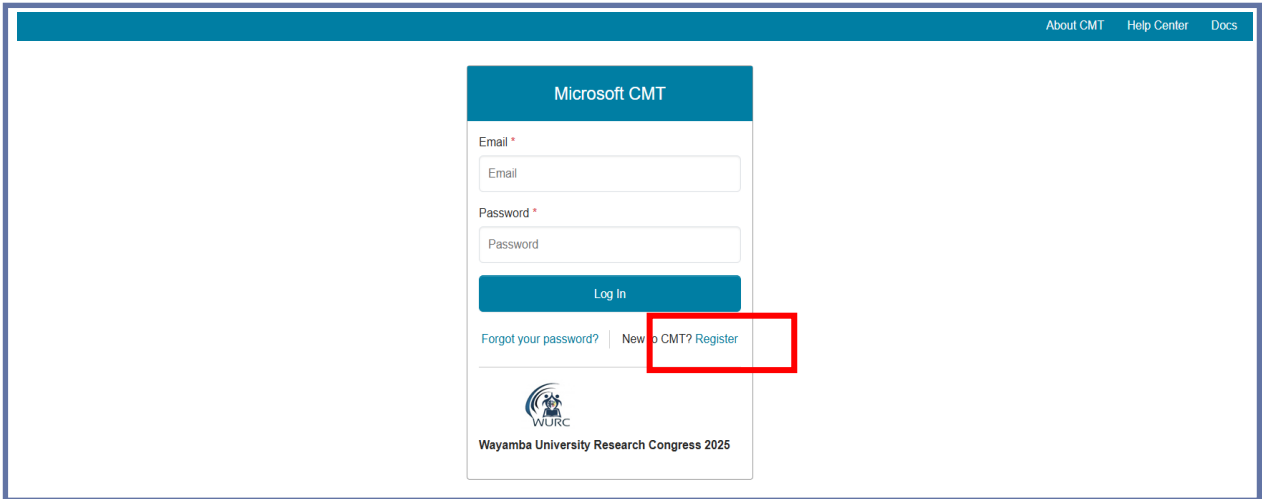 About CMT Help Center Docs
Microsoft CMT
Email *
Email
Password *
Password
Log In
Forgot your password? New to CMT? Register
WURC
Wayamba University Research Congress 2025